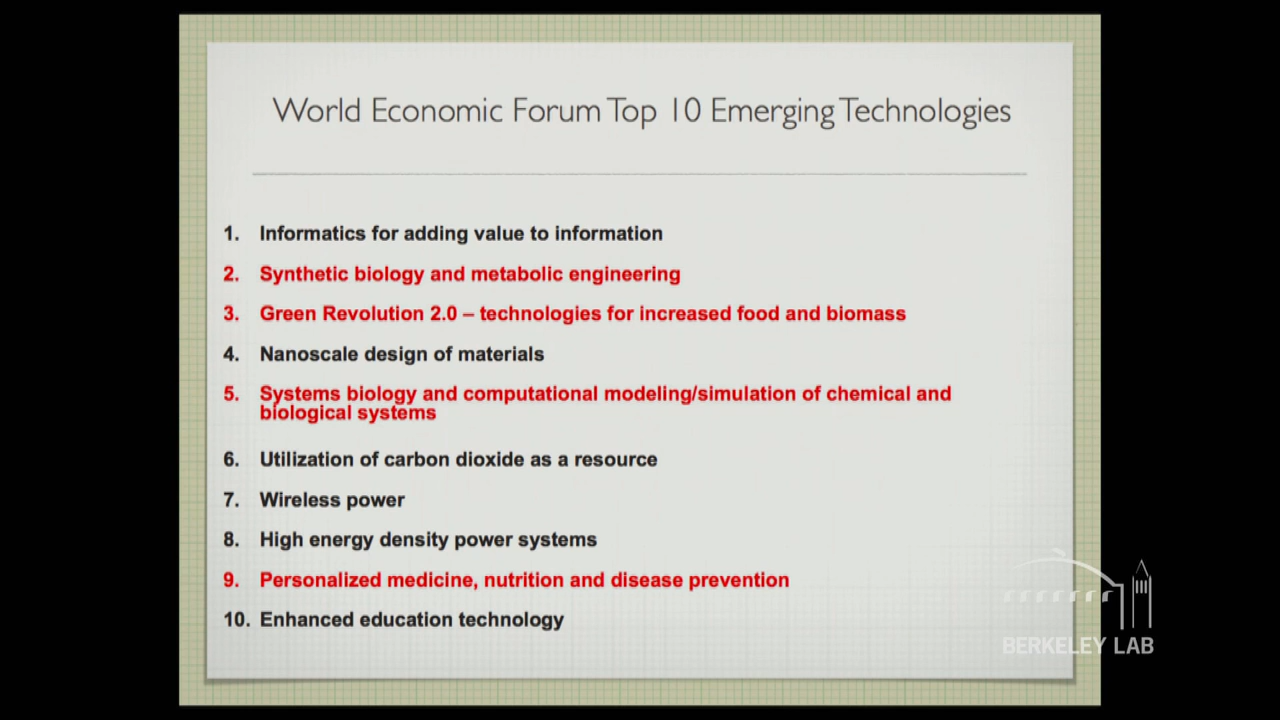 World Economic Forum Top 10 Emerging Technologies
1. Informatics for adding value to information
2. Synthetic biology and metabolic engineering
3. Green Revolution 2.0 – technologies for increased food and biomass
4. Nanoscale design of materials
5. Systems biology and computational modeling/simulation of chemical and
biological systems
6. Utilization of carbon dioxide as a resource
7. Wireless power
8. High energy density power systems
9. Personalized medicine, nutrition and disease prevention
10. Enhanced education technology
BERKELEY LAB